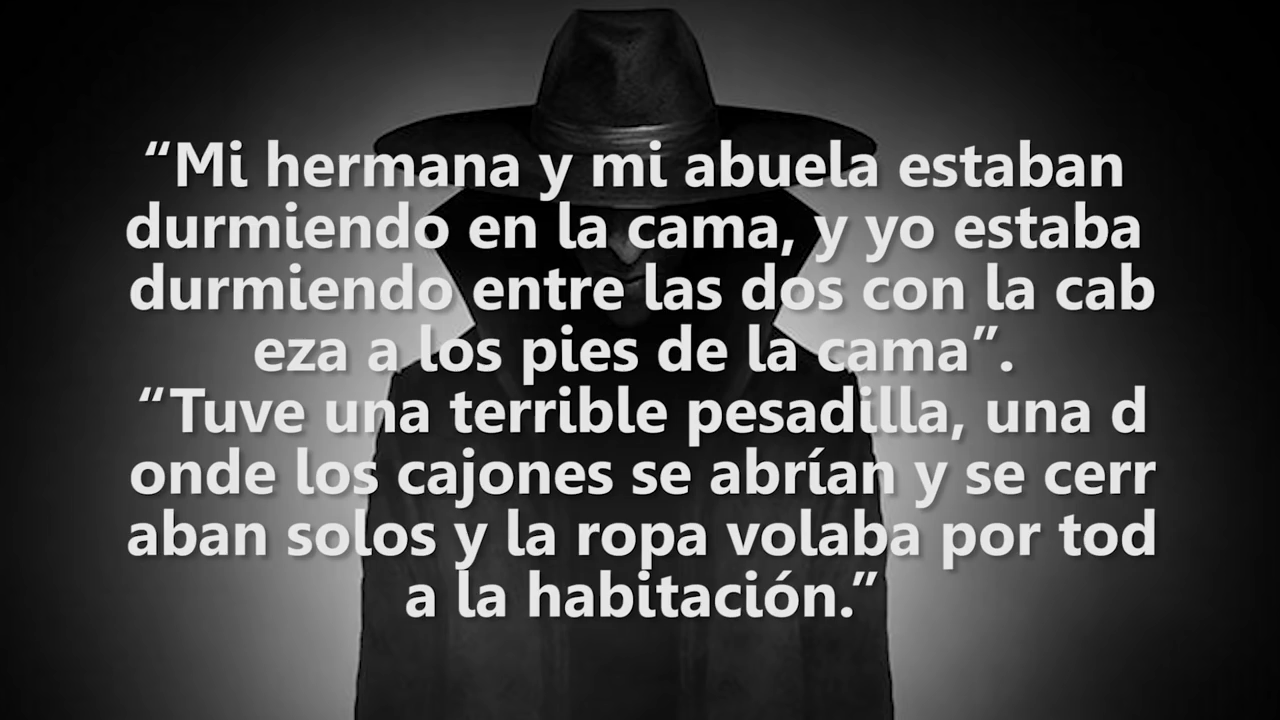 “Mi hermana y mi abuela estaban
durmiendo en la cama, y yo estaba
durmiendo entre las dos con la cab
eza a los pies de la cama”.
“Tuve una terrible pesadilla, una d
onde los cajones se abrían y se cerr
aban solos y la ropa volaba por tod
a la habitación.”